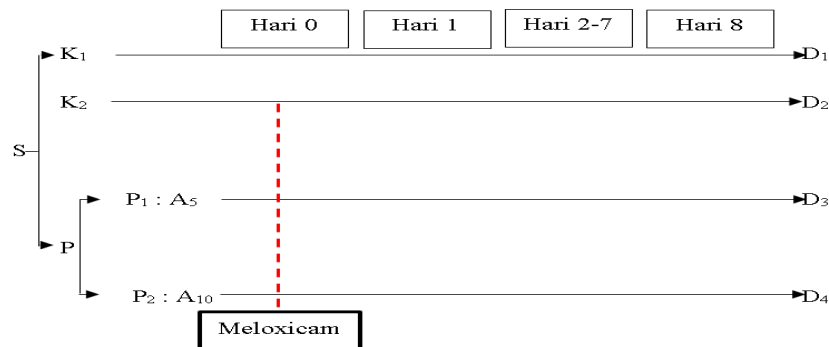 Hari 0 Hari 1 Hari 2-7 Hari 8
K₁ D₁
K₂ D₂
S
P₁ : A₅ D₃
P
P₂ : A₁₀ D₄
Meloxicam